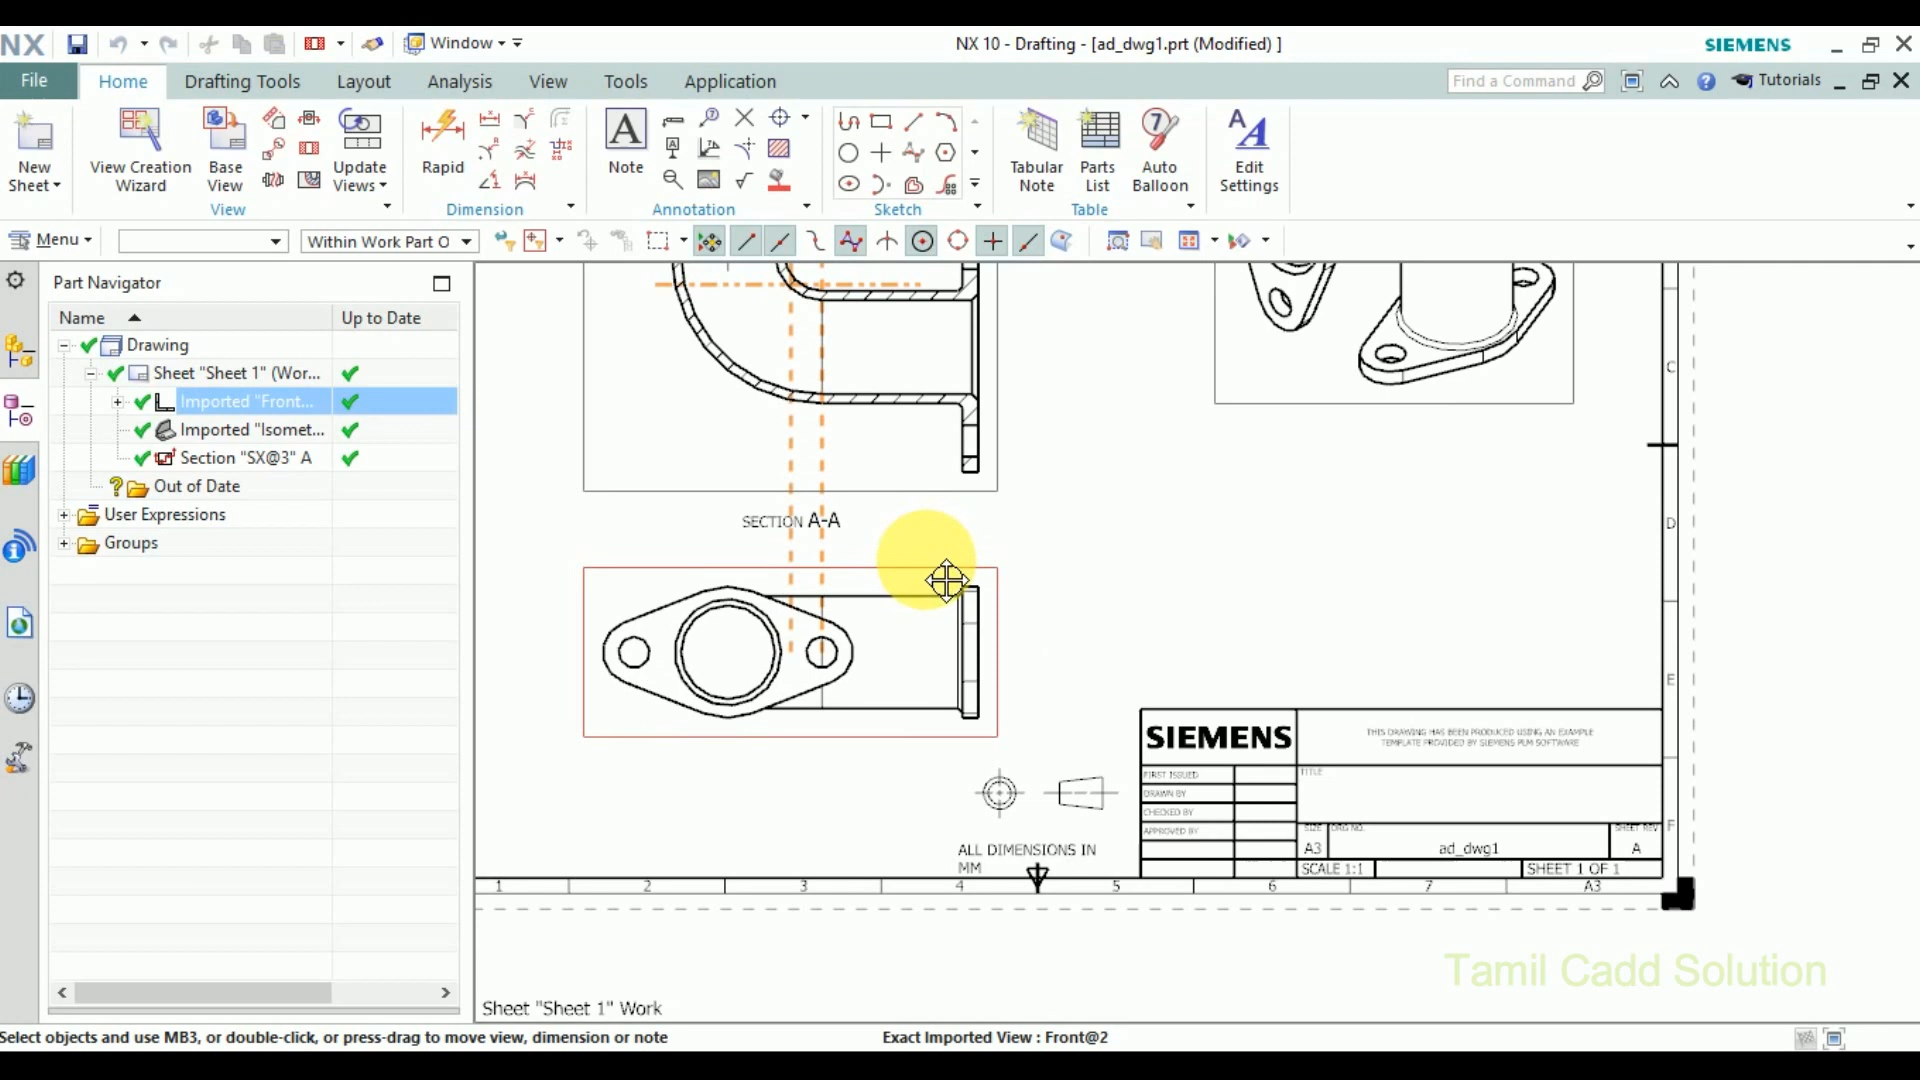 NX
Window
NX 10 - Drafting - [ad_dwg1.prt (Modified) ]
SIEMENS
File
Home
Drafting Tools
Layout
Analysis
View
Tools
Application
Find a Command
Tutorials
New
Sheet
View Creation
Wizard
Base
View
Update
Views
Rapid
A
Note
Tabular
Note
Parts
List
7
Auto
Balloon
A
A
Edit
Settings
View
Dimension
Annotation
Sketch
Table
Menu
Within Work Part O
Part Navigator
Name
Up to Date
Drawing
Sheet "Sheet 1" (Wor...
Imported "Front...
Imported "Isomet...
Section "SX@3" A
Out of Date
User Expressions
Groups
SECTION A-A
C
D
E
F
SIEMENS
THIS DRAWING HAS BEEN PRODUCED USING AN EXAMPLE
TEMPLATE PROVIDED BY SIEMENS PLM SOFTWARE
FIRST ISSUED
TITLE
DRAWN BY
CHECKED BY
APPROVED BY
SIZE
DRG NO.
SHEET REV
A3
ad_dwg1
A
SCALE 1:1
SHEET 1 OF 1
ALL DIMENSIONS IN
MM
1
2
3
4
5
6
7
A3
Tamil Cadd Solution
Sheet "Sheet 1" Work
Select objects and use MB3, or double-click, or press-drag to move view, dimension or note
Exact Imported View : Front@2